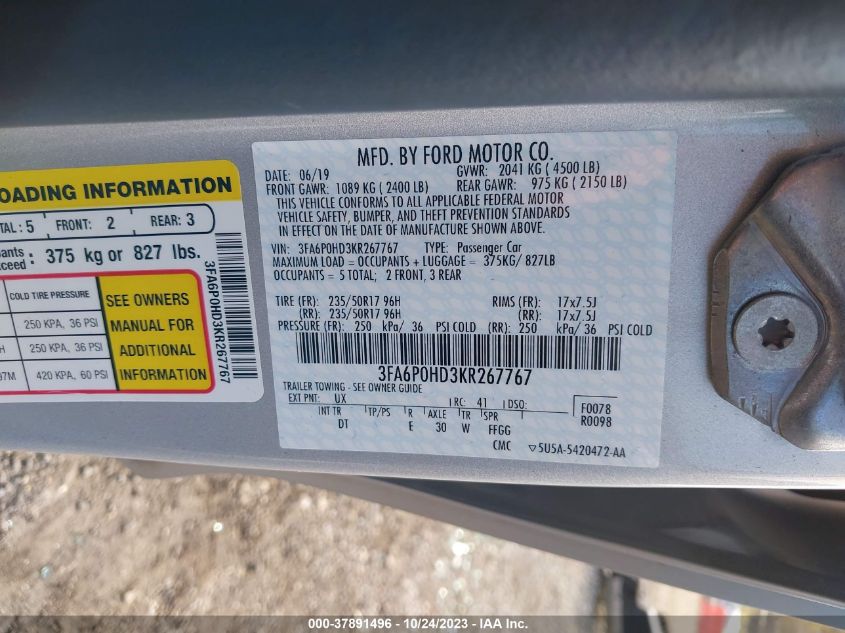 OADING INFORMATION
TAL: 5 FRONT: 2 REAR: 3
pants
ceed: 375 kg or 827 lbs.
COLD TIRE PRESSURE
250 KPA, 36 PSI
H 250 KPA, 36 PSI
97M 420 KPA, 60 PSI
SEE OWNERS
MANUAL FOR
ADDITIONAL
INFORMATION
3FA6P0HD3KR267767
MFD. BY FORD MOTOR CO.
DATE: 06/19 GVWR: 2041 KG ( 4500 LB)
FRONT GAWR: 1089 KG ( 2400 LB) REAR GAWR: 975 KG ( 2150 LB)
THIS VEHICLE CONFORMS TO ALL APPLICABLE FEDERAL MOTOR
VEHICLE SAFETY, BUMPER, AND THEFT PREVENTION STANDARDS
IN EFFECT ON THE DATE OF MANUFACTURE SHOWN ABOVE.
VIN: 3FA6P0HD3KR267767 TYPE: Passenger Car
MAXIMUM LOAD = OCCUPANTS + LUGGAGE = 375KG/ 827LB
OCCUPANTS = 5 TOTAL; 2 FRONT, 3 REAR
TIRE (FR): 235/50R17 96H RIMS (FR): 17x7.5J
(RR): 235/50R17 96H (RR): 17x7.5J
PRESSURE (FR): 250 kPa/ 36 PSI COLD (RR): 250 kPa/ 36 PSI COLD
3FA6P0HD3KR267767
TRAILER TOWING - SEE OWNER GUIDE
EXT PNT: UX RC: 41 DSO:
INT TR TP/PS R AXLE TR SPR
DT E 30 W FFGG
F0078
R0098
CMC 5U5A-5420472-AA
000-37891496 - 10/24/2023 - IAA Inc.